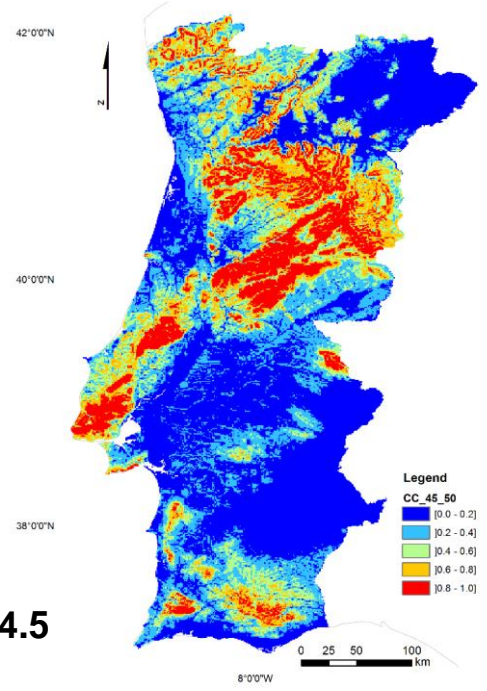 42°0'0"N
N
40°0'0"N
Legend
CC_45_50
[0.0 - 0.2]
]0.2 - 0.4]
]0.4 - 0.6]
]0.6 - 0.8]
]0.8 - 1.0]
38°0'0"N
4.5
0 25 50 100
km
8°0'0"W